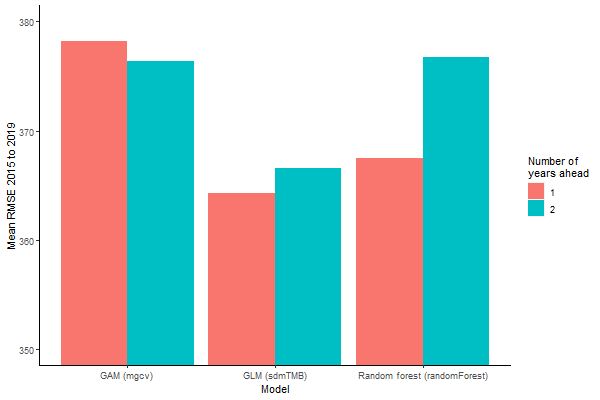 380
370
360
350
Mean RMSE 2015 to 2019
GAM (mgcv)
GLM (sdmTMB)
Random forest (randomForest)
Model
Number of
years ahead
1
2